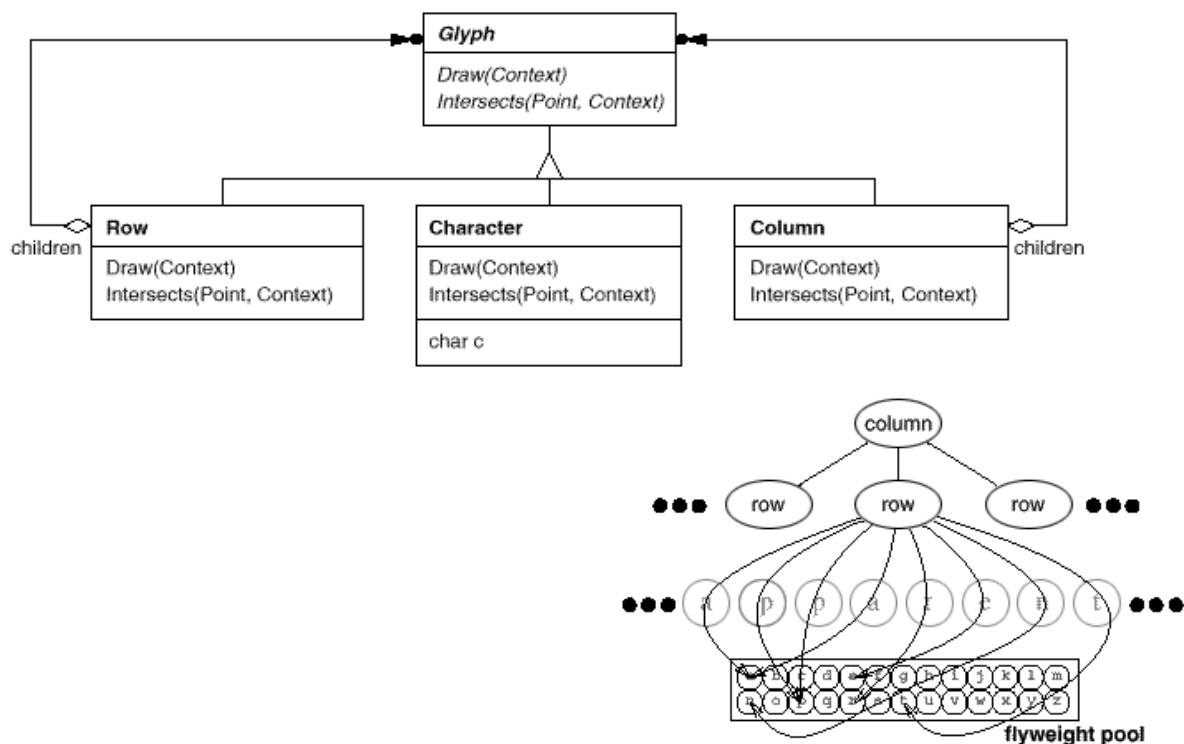 Glyph
Draw(Context)
Intersects(Point, Context)
children
Row
Draw(Context)
Intersects(Point, Context)
Character
Draw(Context)
Intersects(Point, Context)
char c
Column
Draw(Context)
Intersects(Point, Context)
children
column
row row row
a p p a r e n t
b c d f g h i j k l m
n o p q r s t u v w x y z
flyweight pool